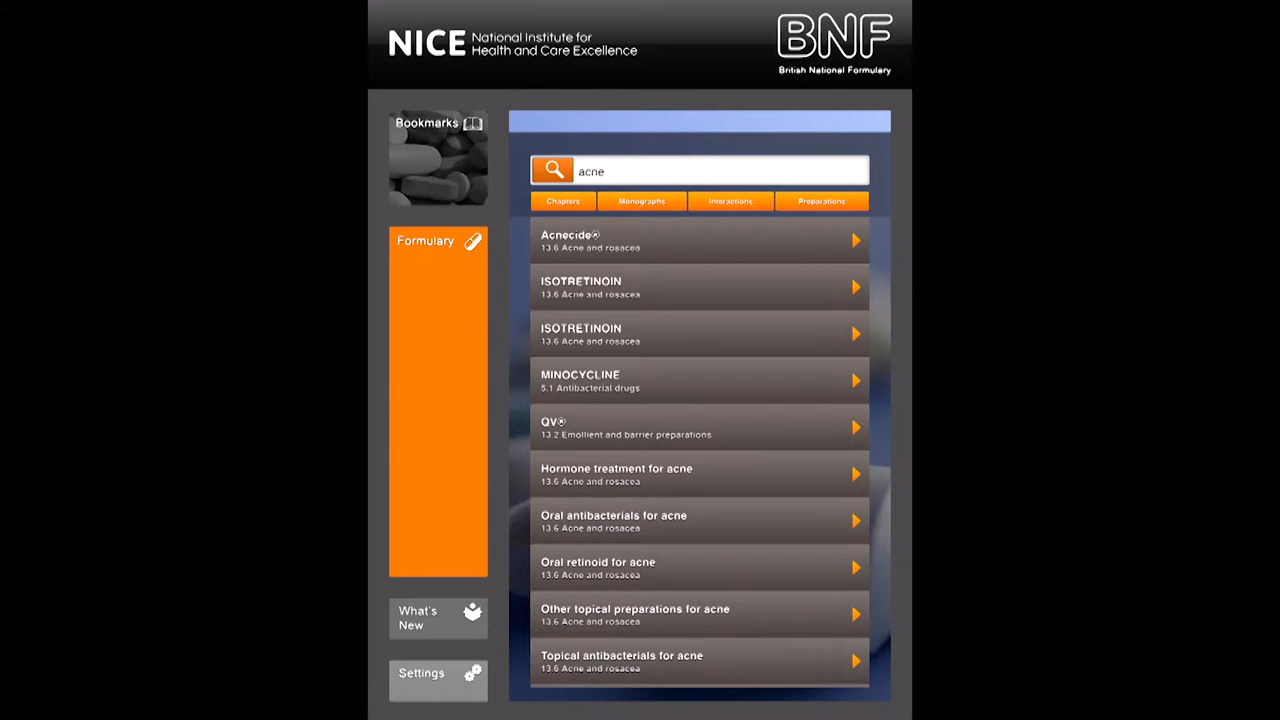 NICE National Institute for
Health and Care Excellence
BNF
British National Formulary
Bookmarks
Formulary
What's
New
Settings
acne
Chapters Monographs Interactions Preparations
Acnecide®
13.6 Acne and rosacea
ISOTRETINOIN
13.6 Acne and rosacea
ISOTRETINOIN
13.6 Acne and rosacea
MINOCYCLINE
5.1 Antibacterial drugs
QV®
13.2 Emollient and barrier preparations
Hormone treatment for acne
13.6 Acne and rosacea
Oral antibacterials for acne
13.6 Acne and rosacea
Oral retinoid for acne
13.6 Acne and rosacea
Other topical preparations for acne
13.6 Acne and rosacea
Topical antibacterials for acne
13.6 Acne and rosacea